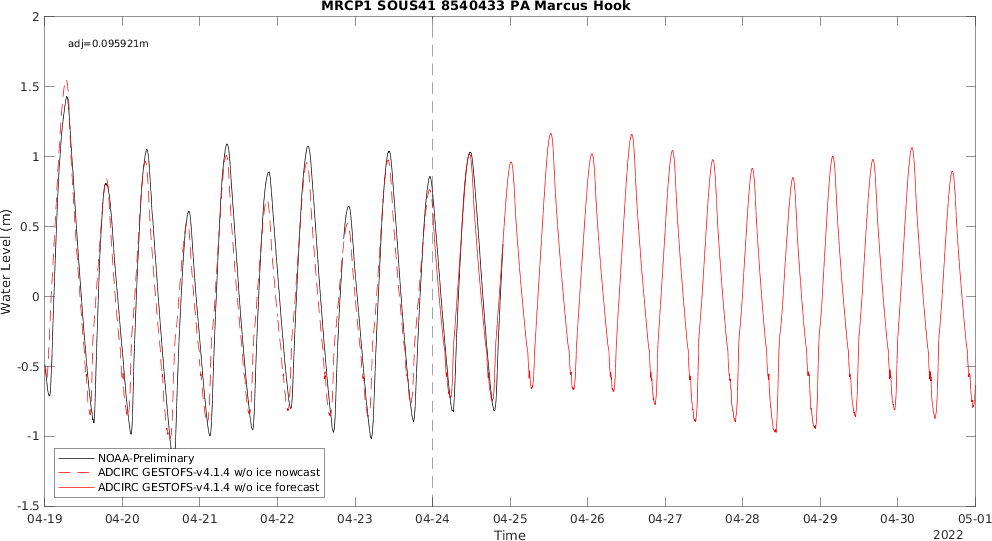 MRCP1 SOUS41 8540433 PA Marcus Hook
adj=0.095921m
2
1.5
1
0.5
0
-0.5
-1
-1.5
Water Level (m)
NOAA-Preliminary
ADCIRC GESTOFS-v4.1.4 w/o ice nowcast
ADCIRC GESTOFS-v4.1.4 w/o ice forecast
04-19 04-20 04-21 04-22 04-23 04-24 04-25 04-26 04-27 04-28 04-29 04-30 05-01
Time
2022